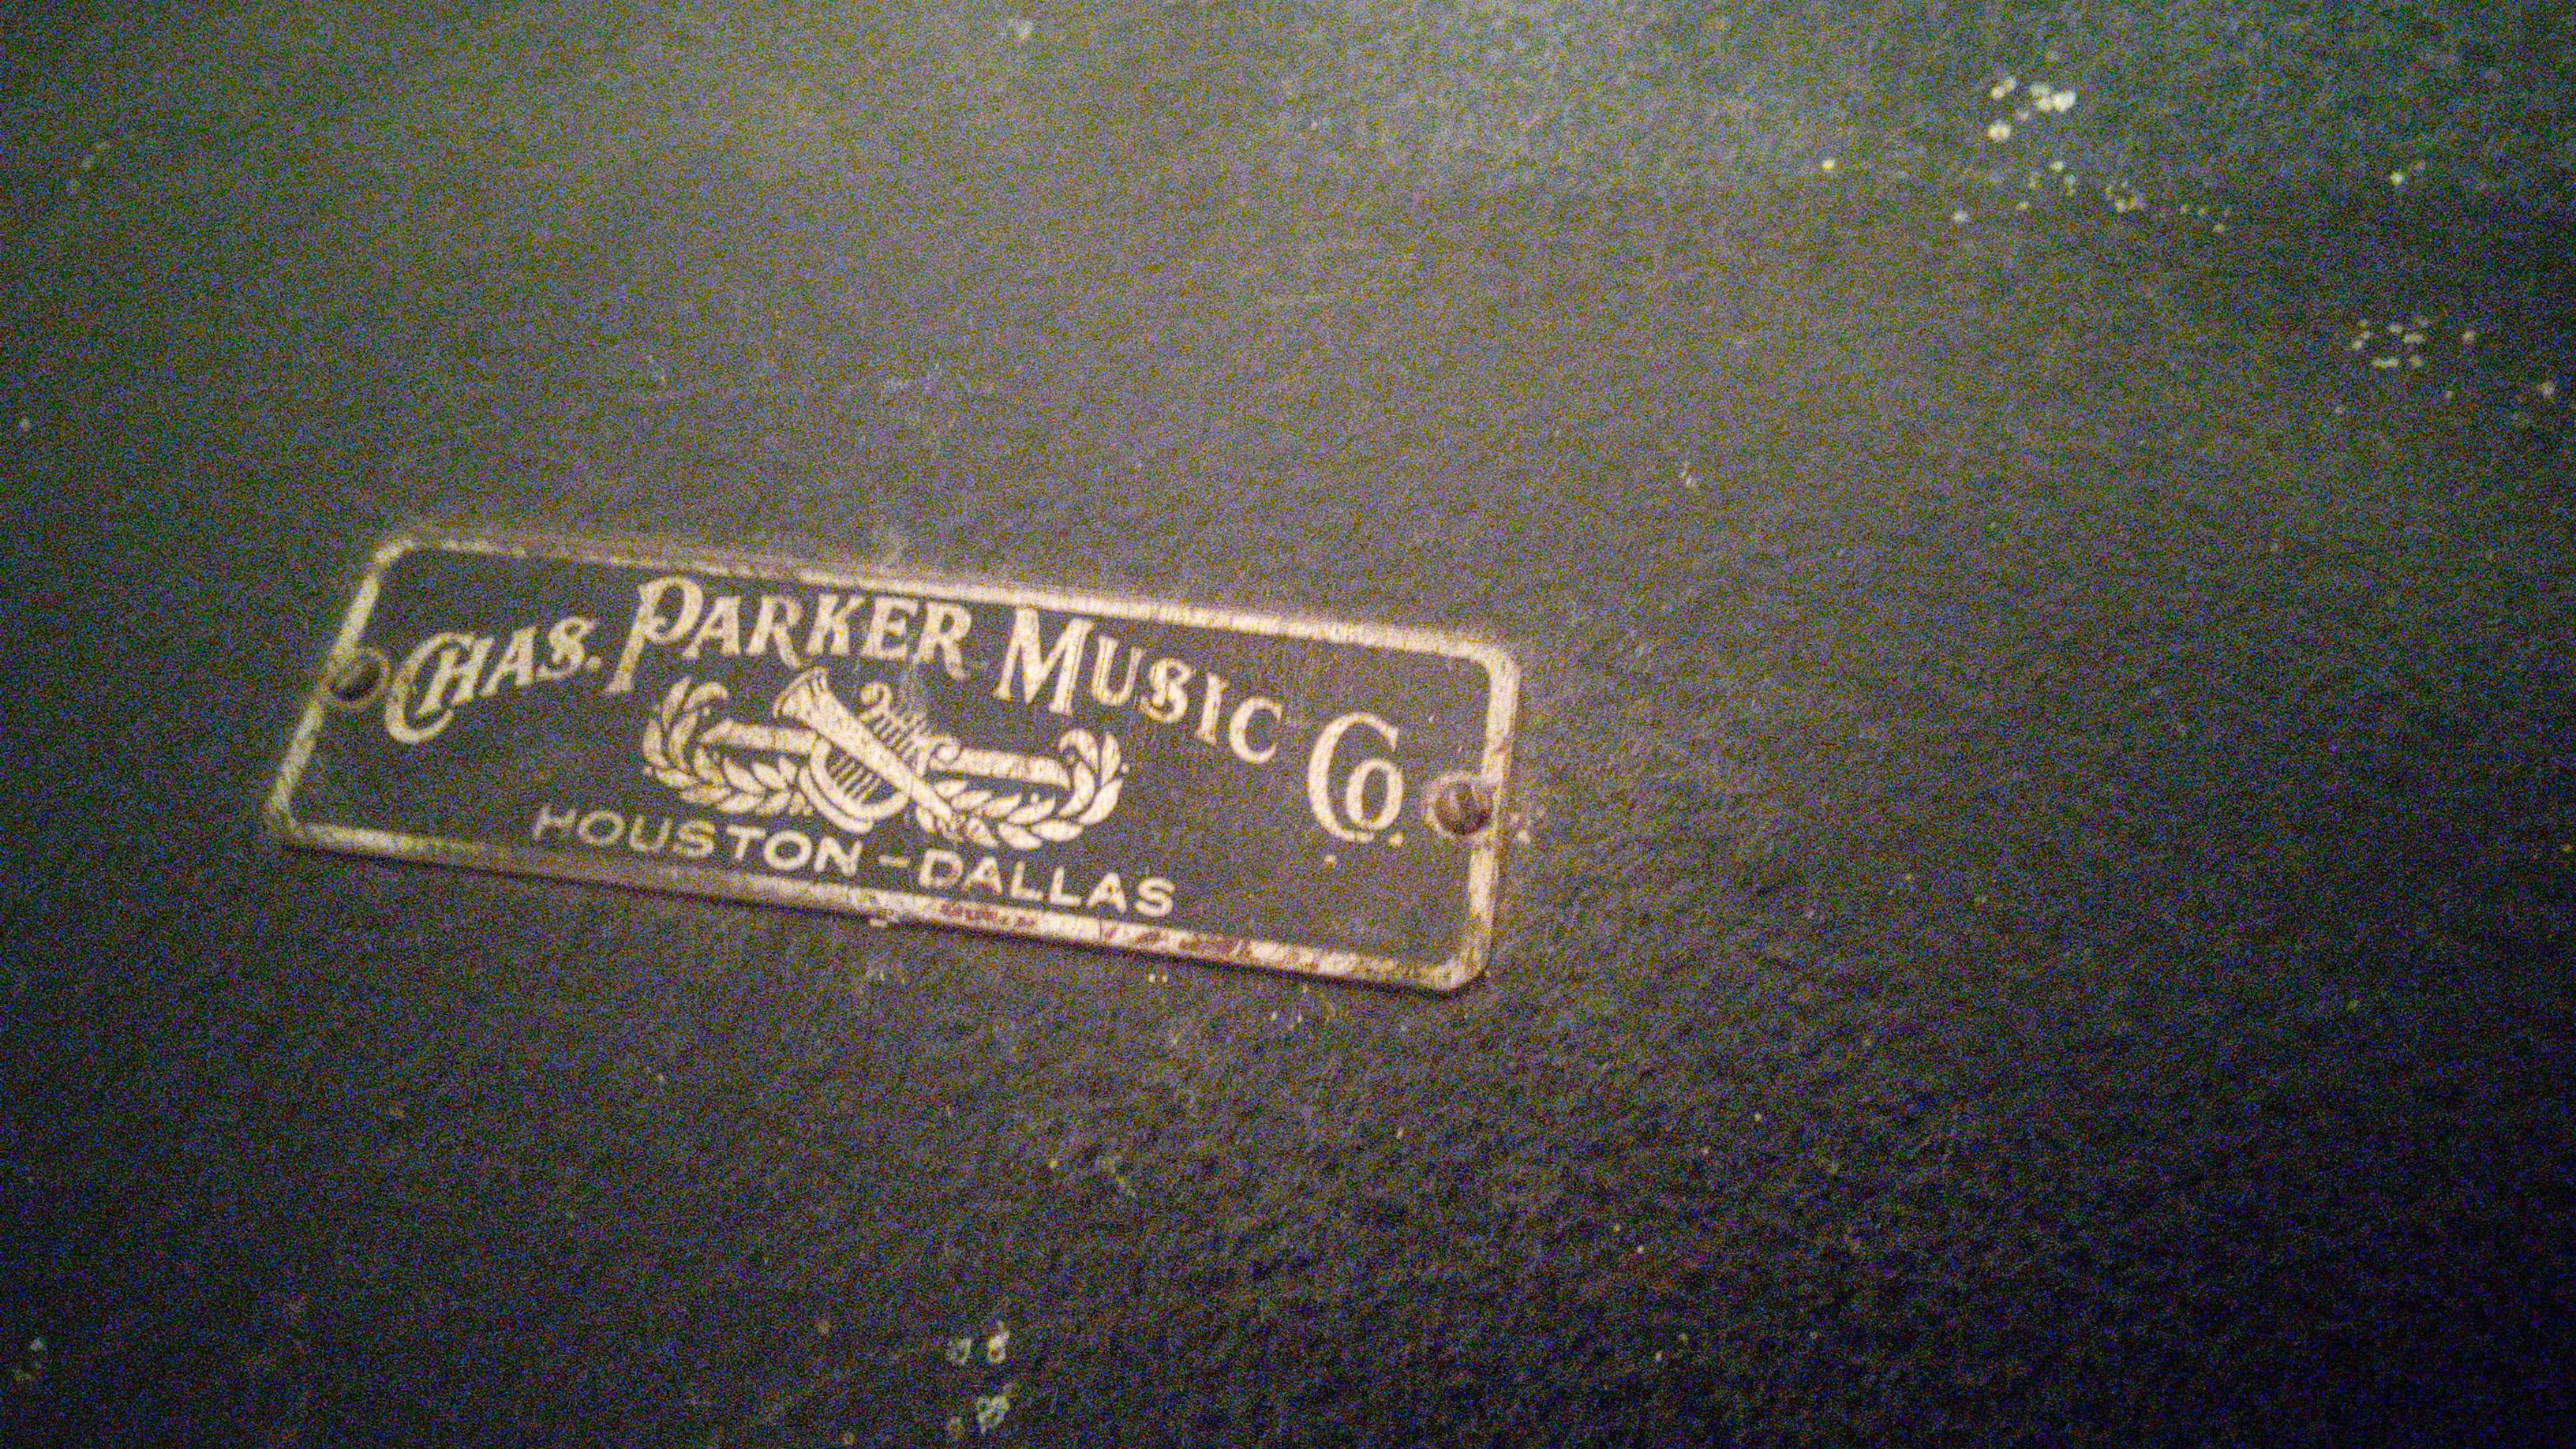 CHAS. PARKER MUSIC CO.
HOUSTON-DALLAS